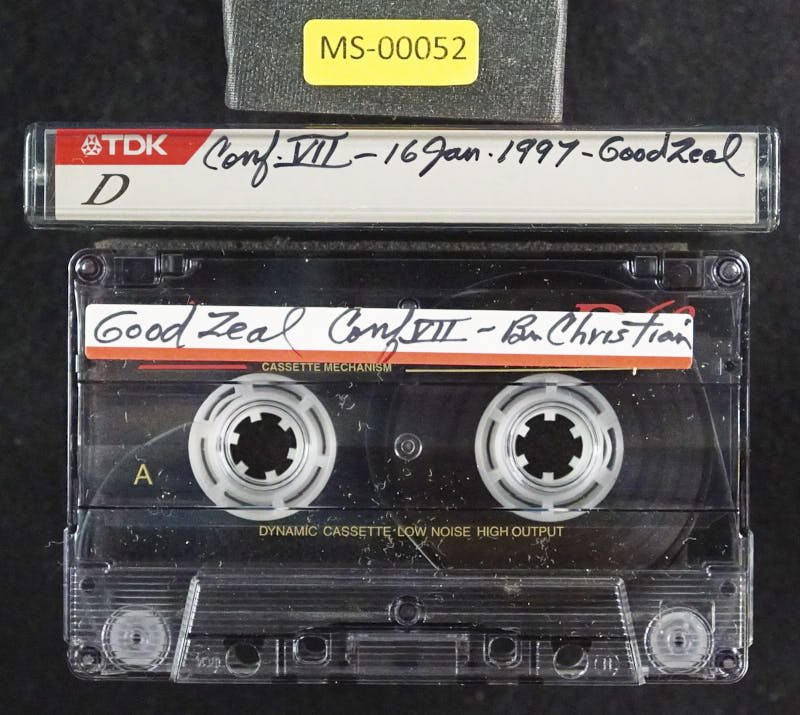 MS-00052
TDK
D
Conf. VII - 16 Jan. 1997 - Good Zeal
Good Zeal Conf VII - Christian
CASSETTE MECHANISM
A
DYNAMIC CASSETTE LOW NOISE HIGH OUTPUT